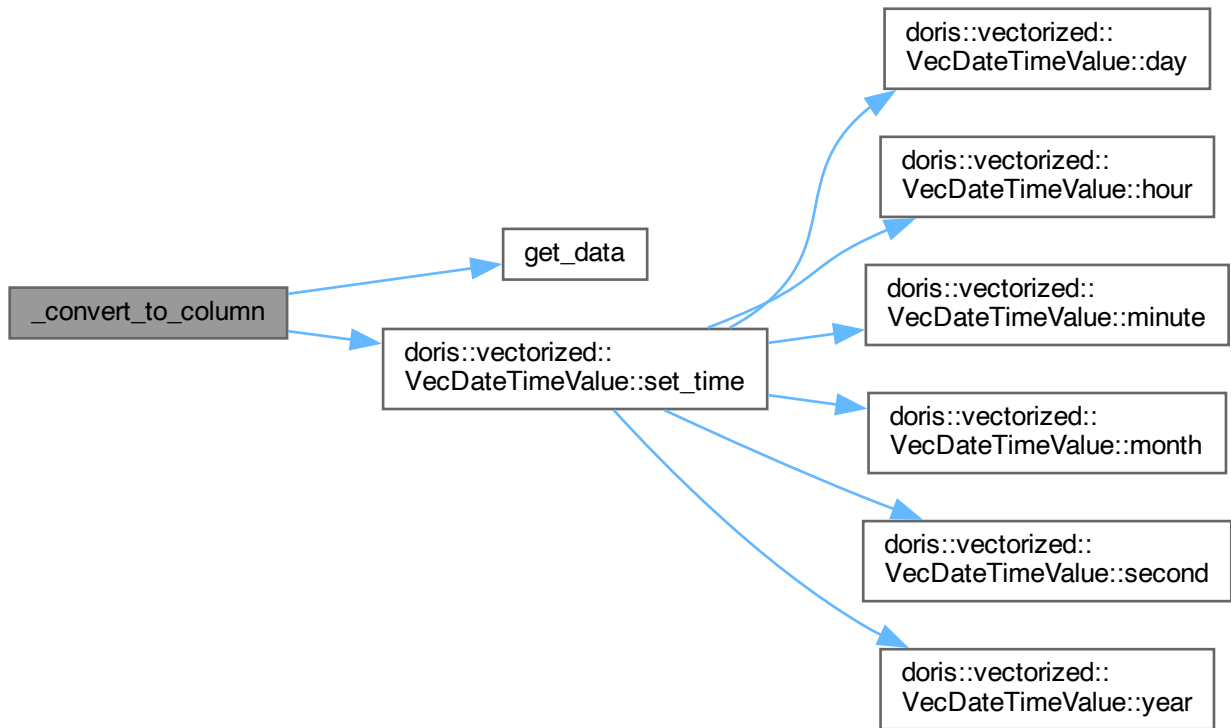 _convert_to_column
get_data
doris::vectorized::
VecDateTimeValue::set_time
doris::vectorized::
VecDateTimeValue::day
doris::vectorized::
VecDateTimeValue::hour
doris::vectorized::
VecDateTimeValue::minute
doris::vectorized::
VecDateTimeValue::month
doris::vectorized::
VecDateTimeValue::second
doris::vectorized::
VecDateTimeValue::year